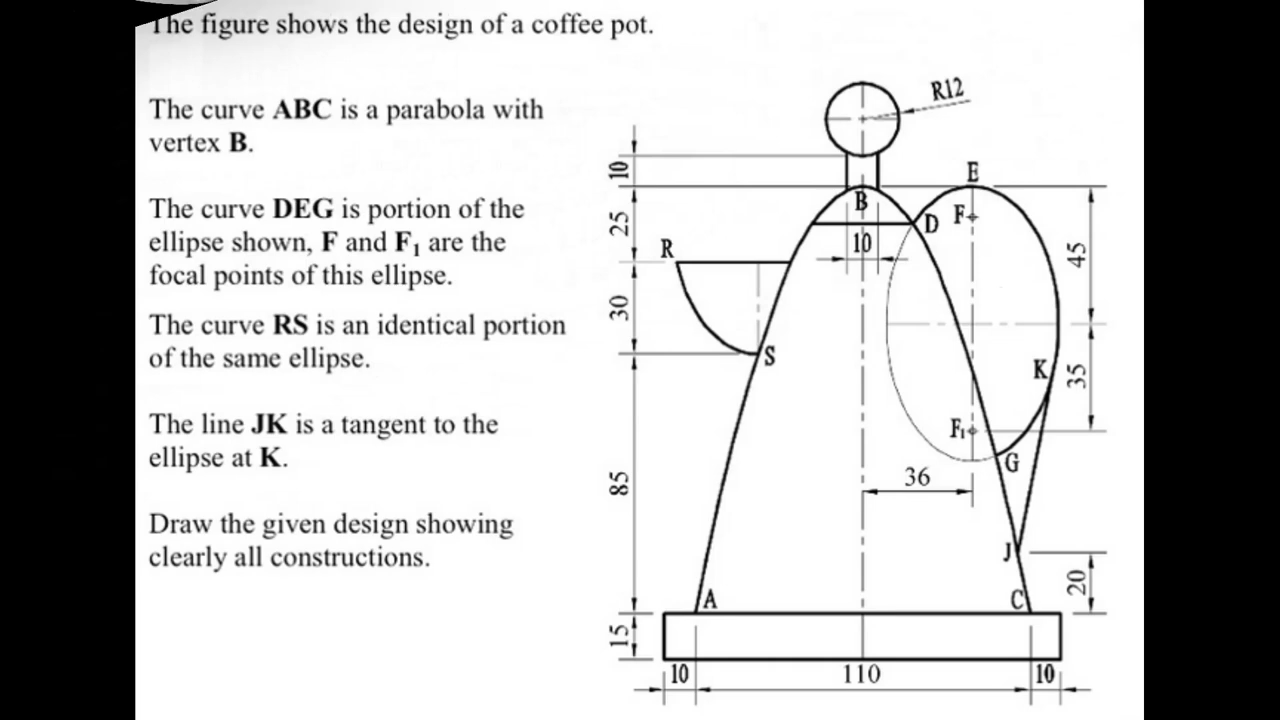 The figure shows the design of a coffee pot.
The curve ABC is a parabola with
vertex B.
The curve DEG is portion of the
ellipse shown, F and F₁ are the
focal points of this ellipse.
The curve RS is an identical portion
of the same ellipse.
The line JK is a tangent to the
ellipse at K.
Draw the given design showing
clearly all constructions.
R12
10
E
B
F
D
25
R
10
45
30
S
K
35
F₁
G
36
85
J
20
A
C
15
10
110
10